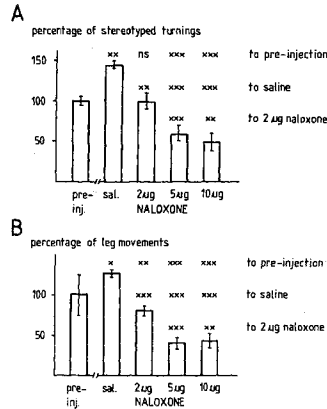 A
percentage of stereotyped turnings
150
100
50
xx ns xxx xxx to pre-injection
xx xxx xxx to saline
xxx xx to 2µg naloxone
pre- sal. 2µg 5µg 10µg
inj. NALOXONE
B
percentage of leg movements
100
50
x xx xxx xxx to pre-injection
xxx xxx xxx to saline
xxx xx to 2µg naloxone
pre- sal. 2µg 5µg 10µg
inj. NALOXONE